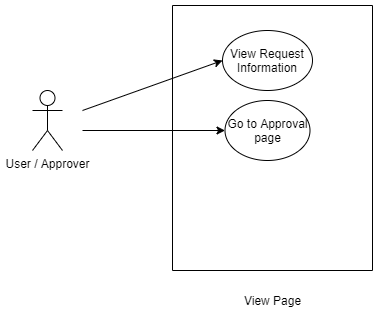 View Request
Information
Go to Approval
page
User / Approver
View Page